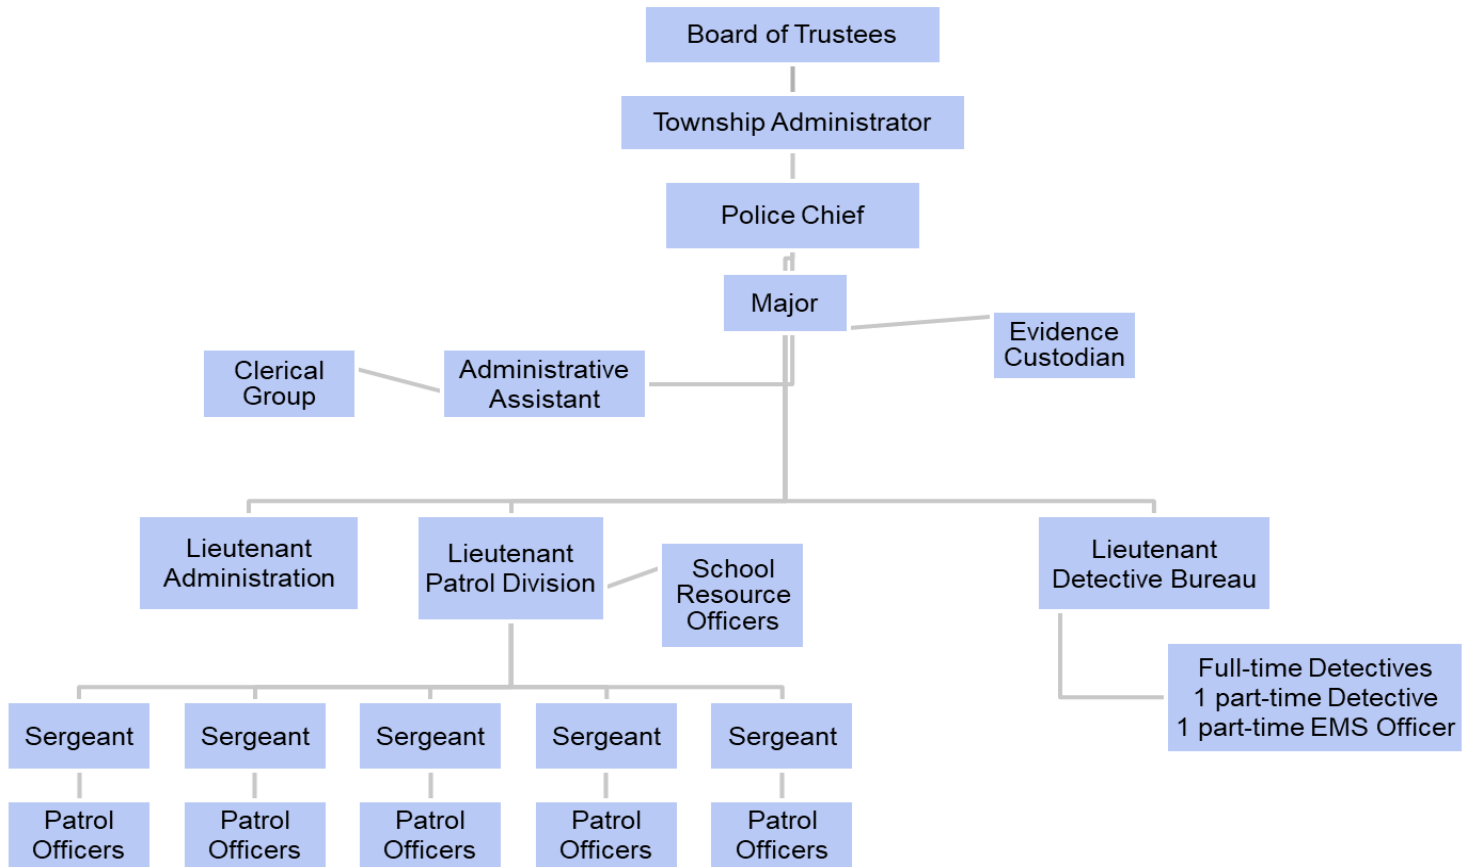 Board of Trustees
Township Administrator
Police Chief
Major
Evidence
Custodian
Clerical
Group
Administrative
Assistant
Lieutenant
Administration
Lieutenant
Patrol Division
School
Resource
Officers
Lieutenant
Detective Bureau
Full-time Detectives
1 part-time Detective
1 part-time EMS Officer
Sergeant
Sergeant
Sergeant
Sergeant
Sergeant
Patrol
Officers
Patrol
Officers
Patrol
Officers
Patrol
Officers
Patrol
Officers